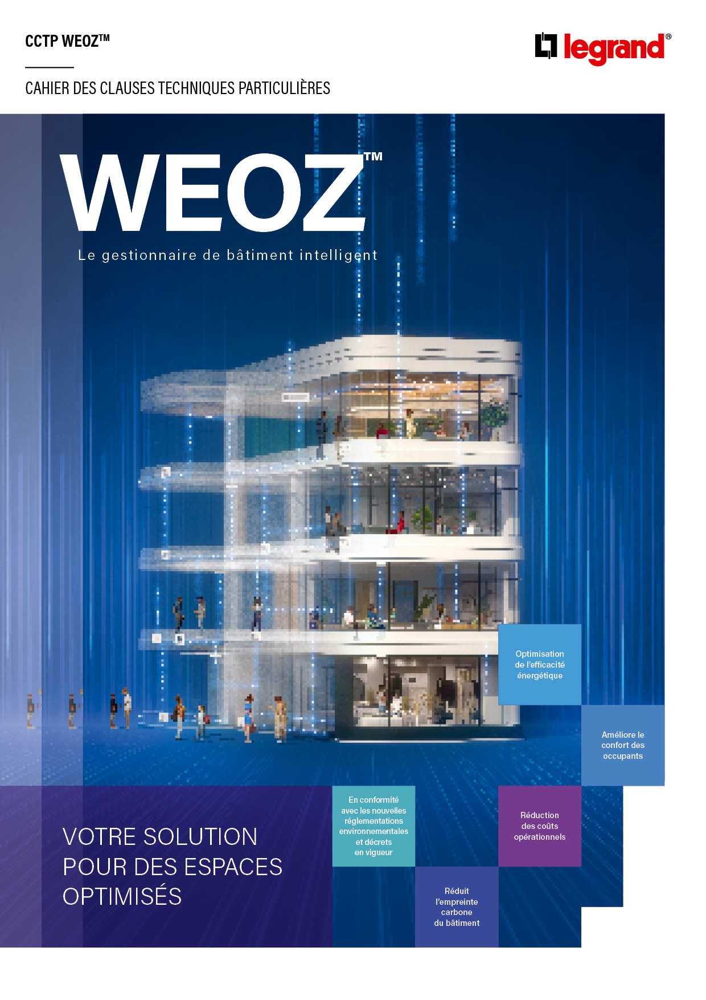 CCTP WEOZ™
legrand®
CAHIER DES CLAUSES TECHNIQUES PARTICULIÈRES
WEOZ™
Le gestionnaire de bâtiment intelligent
Optimisation
de l’efficacité
énergétique
Améliore le
confort des
occupants
VOTRE SOLUTION
POUR DES ESPACES
OPTIMISÉS
En conformité
avec les nouvelles
réglementations
environnementales
et décrets
en vigueur
Réduction
des coûts
opérationnels
Réduit
l’empreinte
carbone
du bâtiment